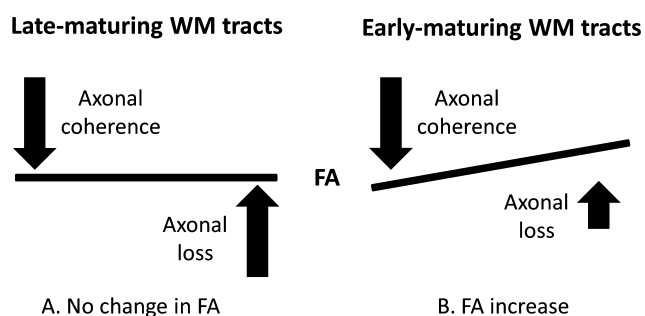 Late-maturing WM tracts
Axonal
coherence
Axonal
loss
A. No change in FA
FA
Early-maturing WM tracts
Axonal
coherence
Axonal
loss
B. FA increase